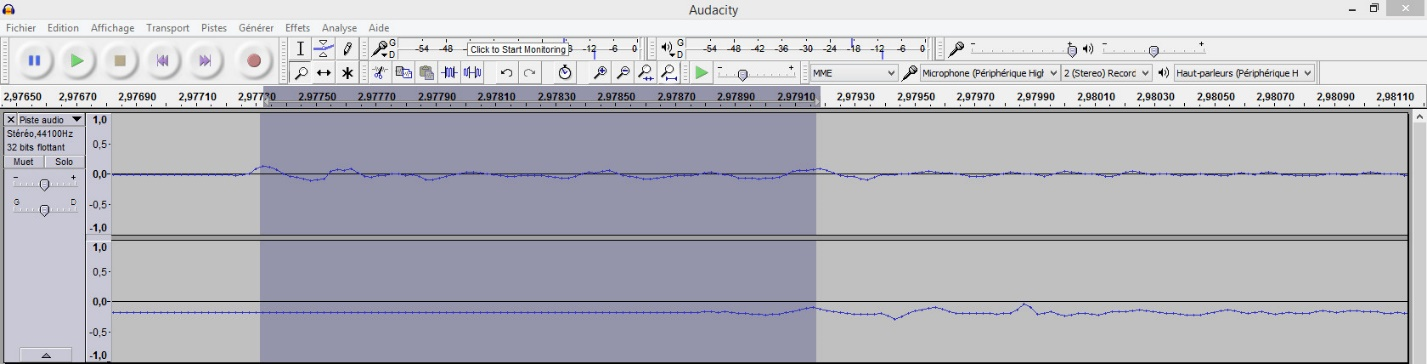 Audacity
Fichier Edition Affichage Transport Pistes Générer Effets Analyse Aide
G D -54 -48 Click to Start Monitoring 8 -12 -6 0 G D -54 -48 -42 -36 -30 -24 -18 -12 -6 0 - + - +
- + MME Microphone (Périphérique High 2 (Stereo) Record Haut-parleurs (Périphérique H
2,97650 2,97670 2,97690 2,97710 2,97730 2,97750 2,97770 2,97790 2,97810 2,97830 2,97850 2,97870 2,97890 2,97910 2,97930 2,97950 2,97970 2,97990 2,98010 2,98030 2,98050 2,98070 2,98090 2,98110
X Piste audio 1,0
Stéréo,44100Hz
32 bits flottant 0,5-
Muet Solo
- + 0,0-
G D -0,5-
-1,0
1,0
0,5-
0,0-
-0,5-
-1,0